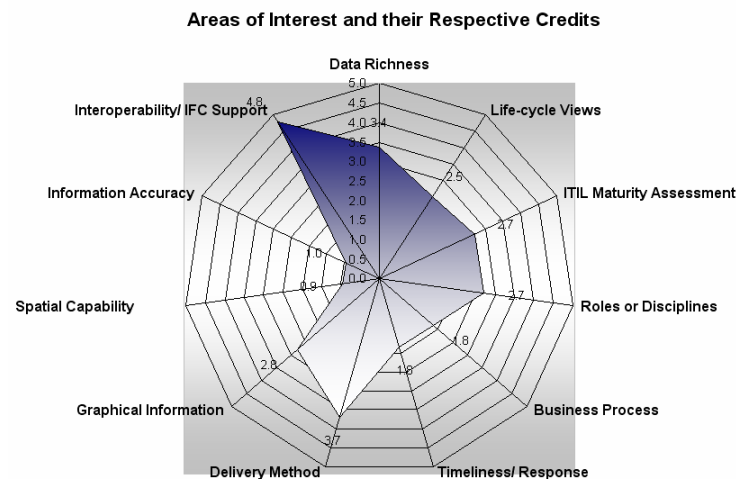 Areas of Interest and their Respective Credits
Data Richness
5.0
4.8
4.5
Interoperability/ IFC Support
Life-cycle Views
4.0
3.4
3.5
3.0
2.5
2.5
Information Accuracy
ITIL Maturity Assessment
2.0
1.5
2.7
1.0
1.0
0.5
0.0
0.9
2.7
Spatial Capability
Roles or Disciplines
1.8
2.8
1.8
Graphical Information
Business Process
3.7
Delivery Method
Timeliness/ Response